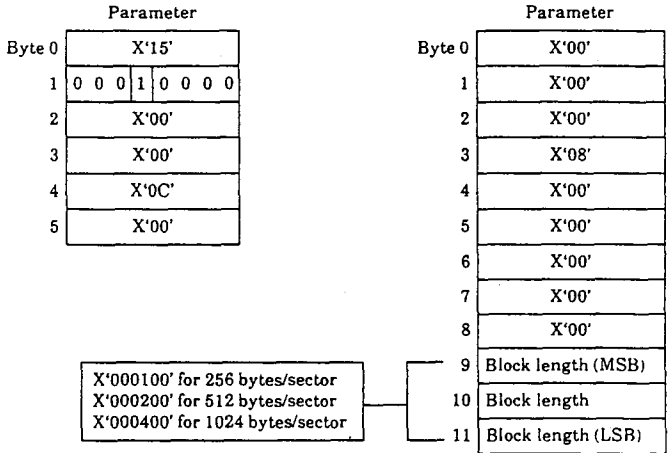 Parameter
Byte 0 X‘15’
1 0 0 0 1 0 0 0 0
2 X‘00’
3 X‘00’
4 X‘0C’
5 X‘00’
Parameter
Byte 0 X‘00’
1 X‘00’
2 X‘00’
3 X‘08’
4 X‘00’
5 X‘00’
6 X‘00’
7 X‘00’
8 X‘00’
9 Block length (MSB)
10 Block length
11 Block length (LSB)
X‘000100’ for 256 bytes/sector
X‘000200’ for 512 bytes/sector
X‘000400’ for 1024 bytes/sector